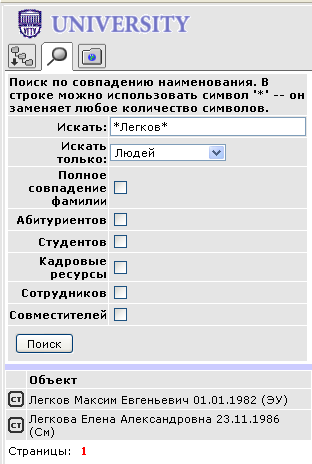 UNIVERSITY
Поиск по совпадению наименования. В
строке можно использовать символ '*' -- он
заменяет любое количество символов.
Искать: *Легков*
Искать только: Людей
Полное совпадение фамилии
Абитуриентов
Студентов
Кадровые ресурсы
Сотрудников
Совместителей
Поиск
Объект
СТ Легков Максим Евгеньевич 01.01.1982 (ЭУ)
СТ Легкова Елена Александровна 23.11.1986
(См)
Страницы: 1